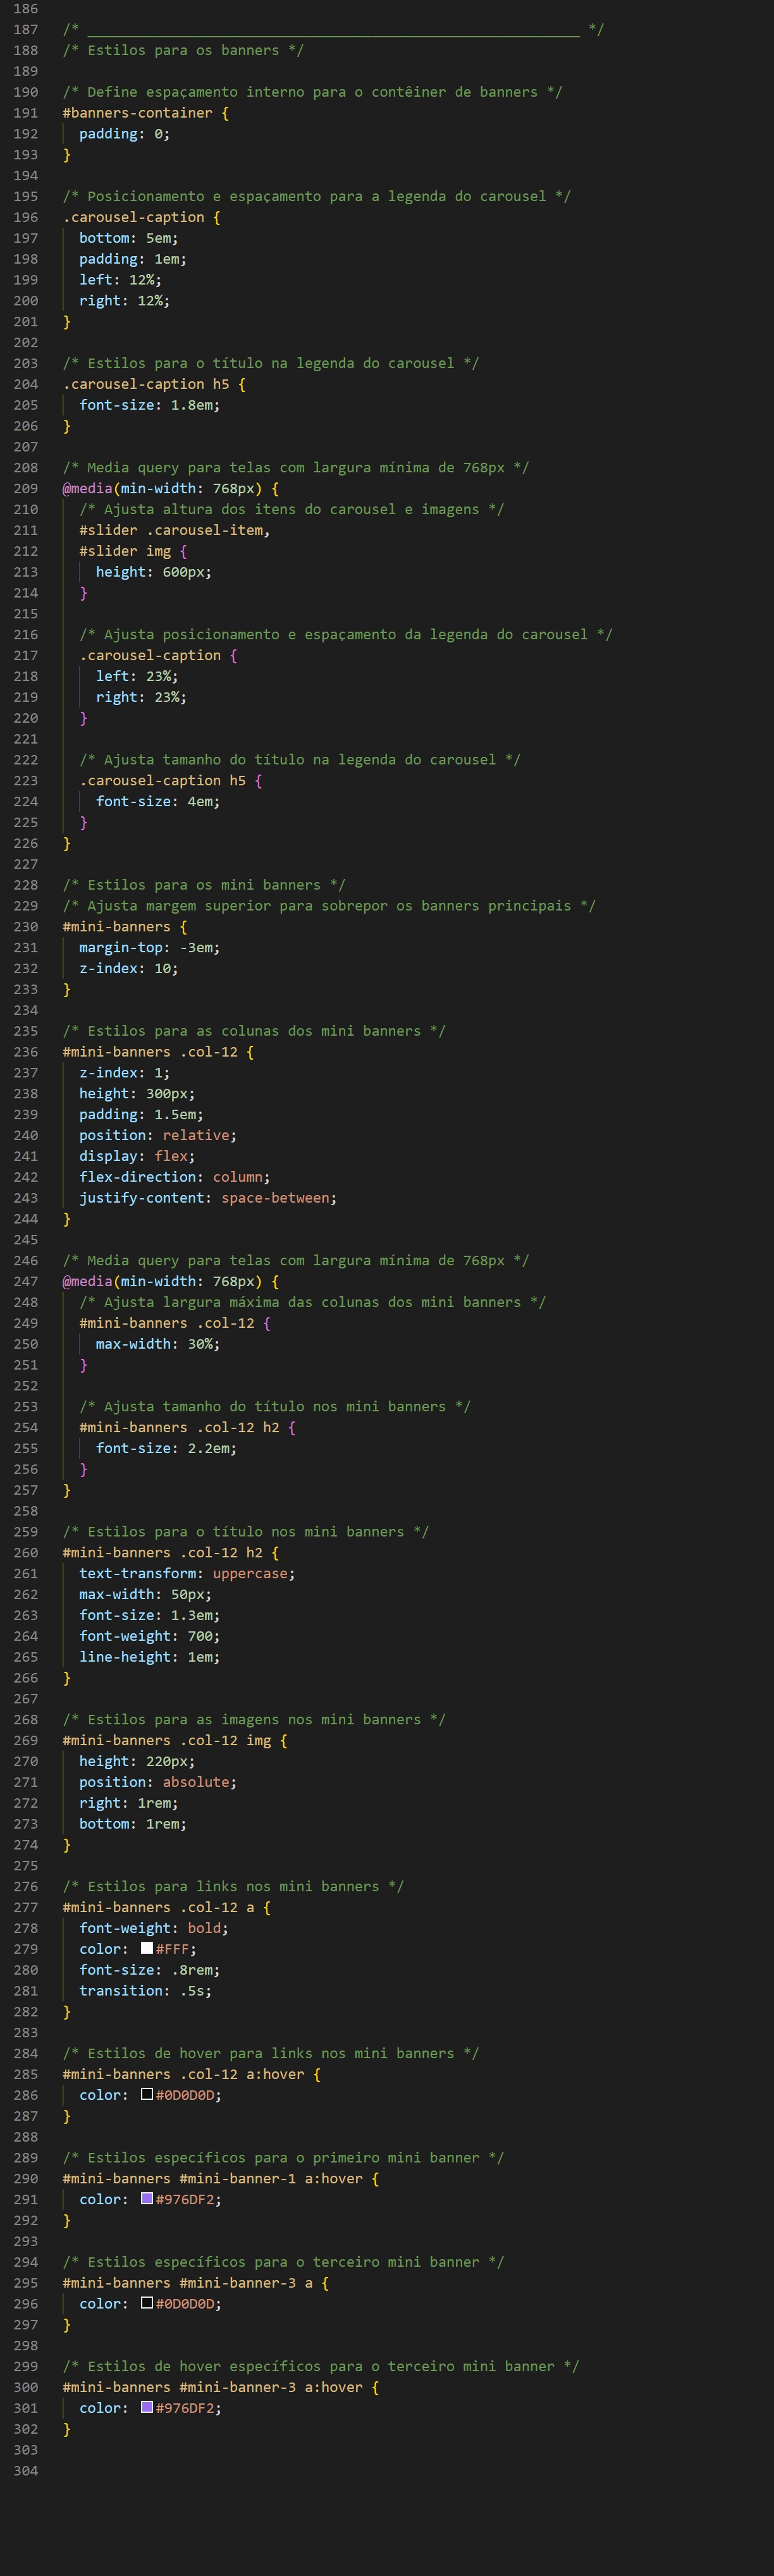 186
187 /* ___________________________________________________________ */
188 /* Estilos para os banners */
189
190 /* Define espaçamento interno para o contêiner de banners */
191 #banners-container {
192 padding: 0;
193 }
194
195 /* Posicionamento e espaçamento para a legenda do carousel */
196 .carousel-caption {
197 bottom: 5em;
198 padding: 1em;
199 left: 12%;
200 right: 12%;
201 }
202
203 /* Estilos para o título na legenda do carousel */
204 .carousel-caption h5 {
205 font-size: 1.8em;
206 }
207
208 /* Media query para telas com largura mínima de 768px */
209 @media(min-width: 768px) {
210 /* Ajusta altura dos itens do carousel e imagens */
211 #slider .carousel-item,
212 #slider img {
213 height: 600px;
214 }
215
216 /* Ajusta posicionamento e espaçamento da legenda do carousel */
217 .carousel-caption {
218 left: 23%;
219 right: 23%;
220 }
221
222 /* Ajusta tamanho do título na legenda do carousel */
223 .carousel-caption h5 {
224 font-size: 4em;
225 }
226 }
227
228 /* Estilos para os mini banners */
229 /* Ajusta margem superior para sobrepor os banners principais */
230 #mini-banners {
231 margin-top: -3em;
232 z-index: 10;
233 }
234
235 /* Estilos para as colunas dos mini banners */
236 #mini-banners .col-12 {
237 z-index: 1;
238 height: 300px;
239 padding: 1.5em;
240 position: relative;
241 display: flex;
242 flex-direction: column;
243 justify-content: space-between;
244 }
245
246 /* Media query para telas com largura mínima de 768px */
247 @media(min-width: 768px) {
248 /* Ajusta largura máxima das colunas dos mini banners */
249 #mini-banners .col-12 {
250 max-width: 30%;
251 }
252
253 /* Ajusta tamanho do título nos mini banners */
254 #mini-banners .col-12 h2 {
255 font-size: 2.2em;
256 }
257 }
258
259 /* Estilos para o título nos mini banners */
260 #mini-banners .col-12 h2 {
261 text-transform: uppercase;
262 max-width: 50px;
263 font-size: 1.3em;
264 font-weight: 700;
265 line-height: 1em;
266 }
267
268 /* Estilos para as imagens nos mini banners */
269 #mini-banners .col-12 img {
270 height: 220px;
271 position: absolute;
272 right: 1rem;
273 bottom: 1rem;
274 }
275
276 /* Estilos para links nos mini banners */
277 #mini-banners .col-12 a {
278 font-weight: bold;
279 color: #FFF;
280 font-size: .8rem;
281 transition: .5s;
282 }
283
284 /* Estilos de hover para links nos mini banners */
285 #mini-banners .col-12 a:hover {
286 color: #0D0D0D;
287 }
288
289 /* Estilos específicos para o primeiro mini banner */
290 #mini-banners #mini-banner-1 a:hover {
291 color: #976DF2;
292 }
293
294 /* Estilos específicos para o terceiro mini banner */
295 #mini-banners #mini-banner-3 a {
296 color: #0D0D0D;
297 }
298
299 /* Estilos de hover específicos para o terceiro mini banner */
300 #mini-banners #mini-banner-3 a:hover {
301 color: #976DF2;
302 }
303
304